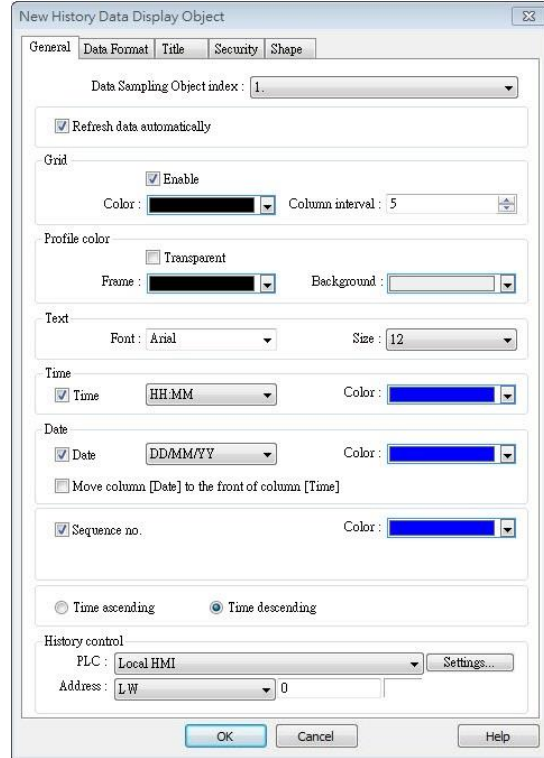 New History Data Display Object
General Data Format Title Security Shape
Data Sampling Object index : 1.
Refresh data automatically
Grid
Enable
Color : Column interval : 5
Profile color
Transparent
Frame : Background :
Text
Font : Arial Size : 12
Time
Time HH:MM Color :
Date
Date DD/MM/YY Color :
Move column [Date] to the front of column [Time]
Sequence no. Color :
Time ascending Time descending
History control
PLC : Local HMI Settings...
Address : LW 0
OK Cancel Help